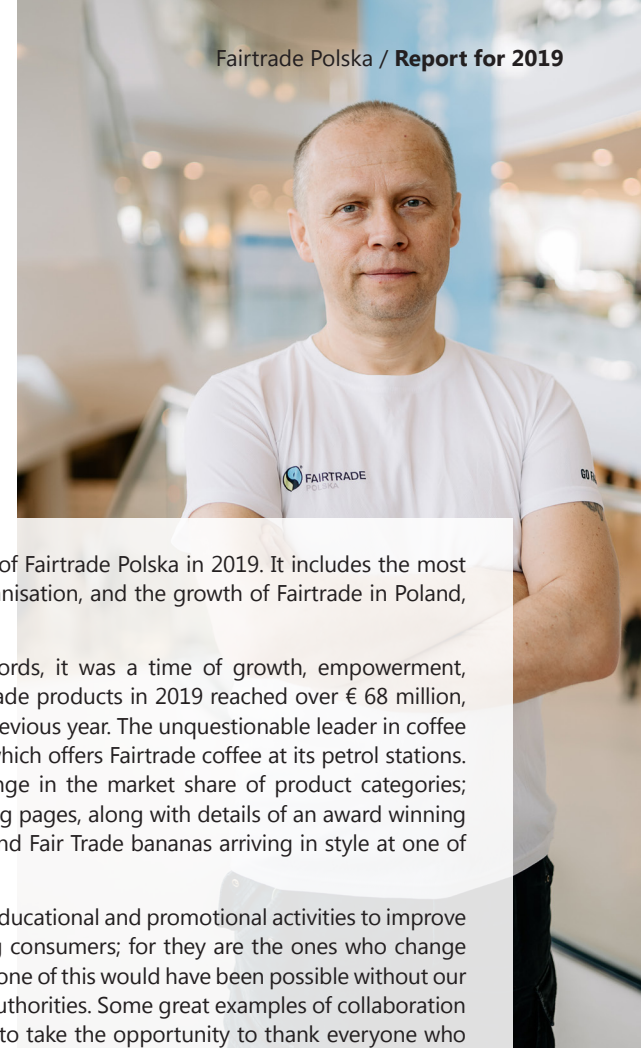 Fairtrade Polska / Report for 2019
FAIRTRADE
POLSKA
GO
of Fairtrade Polska in 2019. It includes the most
anisation, and the growth of Fairtrade in Poland,
ords, it was a time of growth, empowerment,
ade products in 2019 reached over € 68 million,
evious year. The unquestionable leader in coffee
which offers Fairtrade coffee at its petrol stations.
nge in the market share of product categories;
g pages, along with details of an award winning
nd Fair Trade bananas arriving in style at one of
educational and promotional activities to improve
g consumers; for they are the ones who change
one of this would have been possible without our
uthorities. Some great examples of collaboration
to take the opportunity to thank everyone who